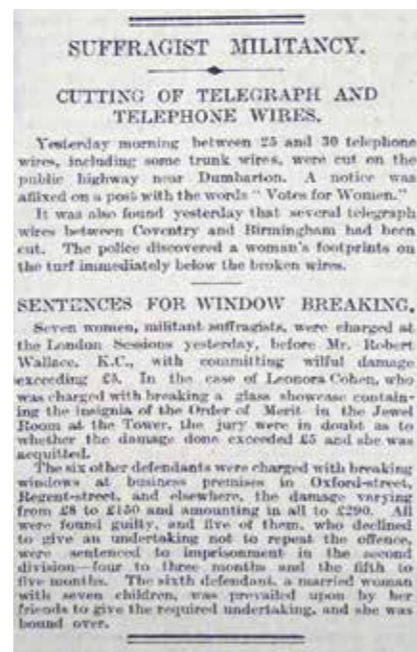 SUFFRAGIST MILITANCY.
CUTTING OF TELEGRAPH AND
TELEPHONE WIRES.
Yesterday morning between 25 and 30 telephone
wires, including some trunk wires, were cut on the
public highway near Dumbarton. A notice was
affixed on a post with the words "Votes for Women."
It was also found yesterday that several telegraph
wires between Coventry and Birmingham had been
cut. The police discovered a woman's footprints on
the turf immediately below the broken wires.
SENTENCES FOR WINDOW BREAKING.
Seven women, militant suffragists, were charged at
the London Sessions yesterday, before Mr. Robert
Wallace, K.C., with committing wilful damage
exceeding £5. In the case of Leonora Cohen, who
was charged with breaking a glass showcase contain-
ing the insignia of the Order of Merit in the Jewel
Room at the Tower, the jury were in doubt as to
whether the damage done exceeded £5 and she was
acquitted.
The six other defendants were charged with breaking
windows at business premises in Oxford-street,
Regent-street, and elsewhere, the damage varying
from £8 to £150 and amounting in all to £290. All
were found guilty, and five of them, who declined
to give an undertaking not to repeat the offence,
were sentenced to imprisonment in the second
division—four to three months and the fifth to
five months. The sixth defendant, a married woman
with seven children, was prevailed upon by her
friends to give the required undertaking, and she was
bound over.